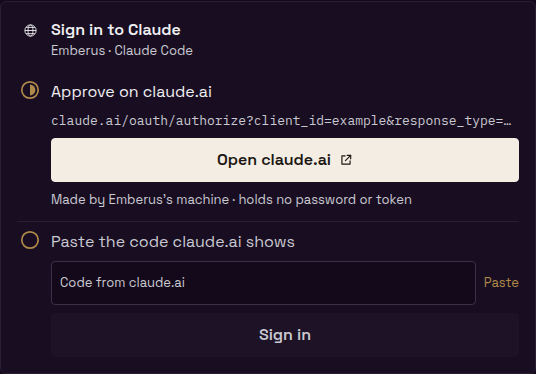 Sign in to Claude
Emberus · Claude Code
Approve on claude.ai
claude.ai/oauth/authorize?client_id=example&response_type=…
Open claude.ai
Made by Emberus's machine · holds no password or token
Paste the code claude.ai shows
Code from claude.ai
Paste
Sign in